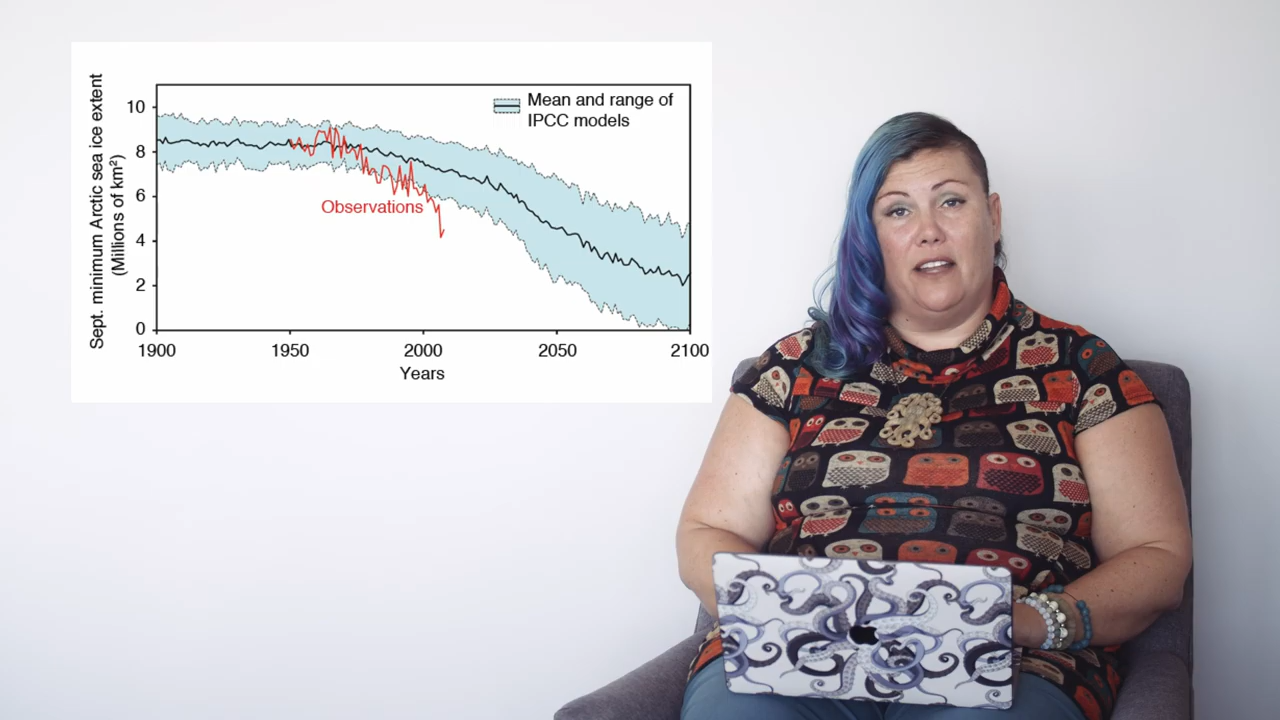 Sept. minimum Arctic sea ice extent
(Millions of km²)
10
8
6
4
2
0
Mean and range of
IPCC models
Observations
1900 1950 2000 2050 2100
Years